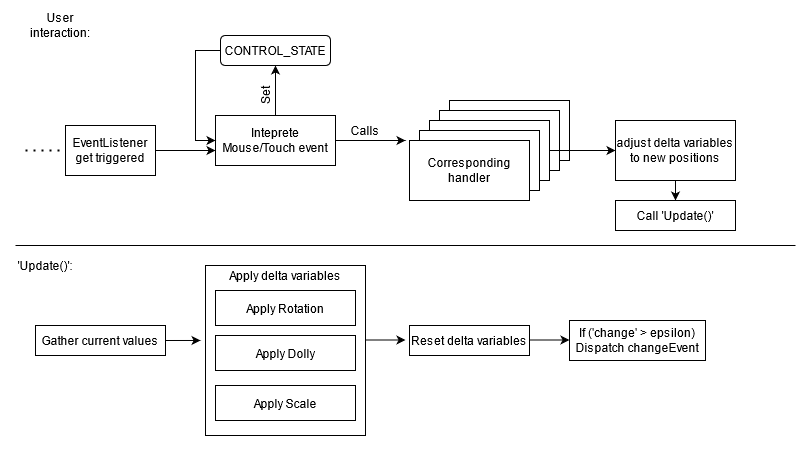 User
interaction:
CONTROL_STATE
Set
EventListener
get triggered
Inteprete
Mouse/Touch event
Calls
Corresponding
handler
adjust delta variables
to new positions
Call 'Update()'
'Update()':
Gather current values
Apply delta variables
Apply Rotation
Apply Dolly
Apply Scale
Reset delta variables
If ('change' > epsilon)
Dispatch changeEvent